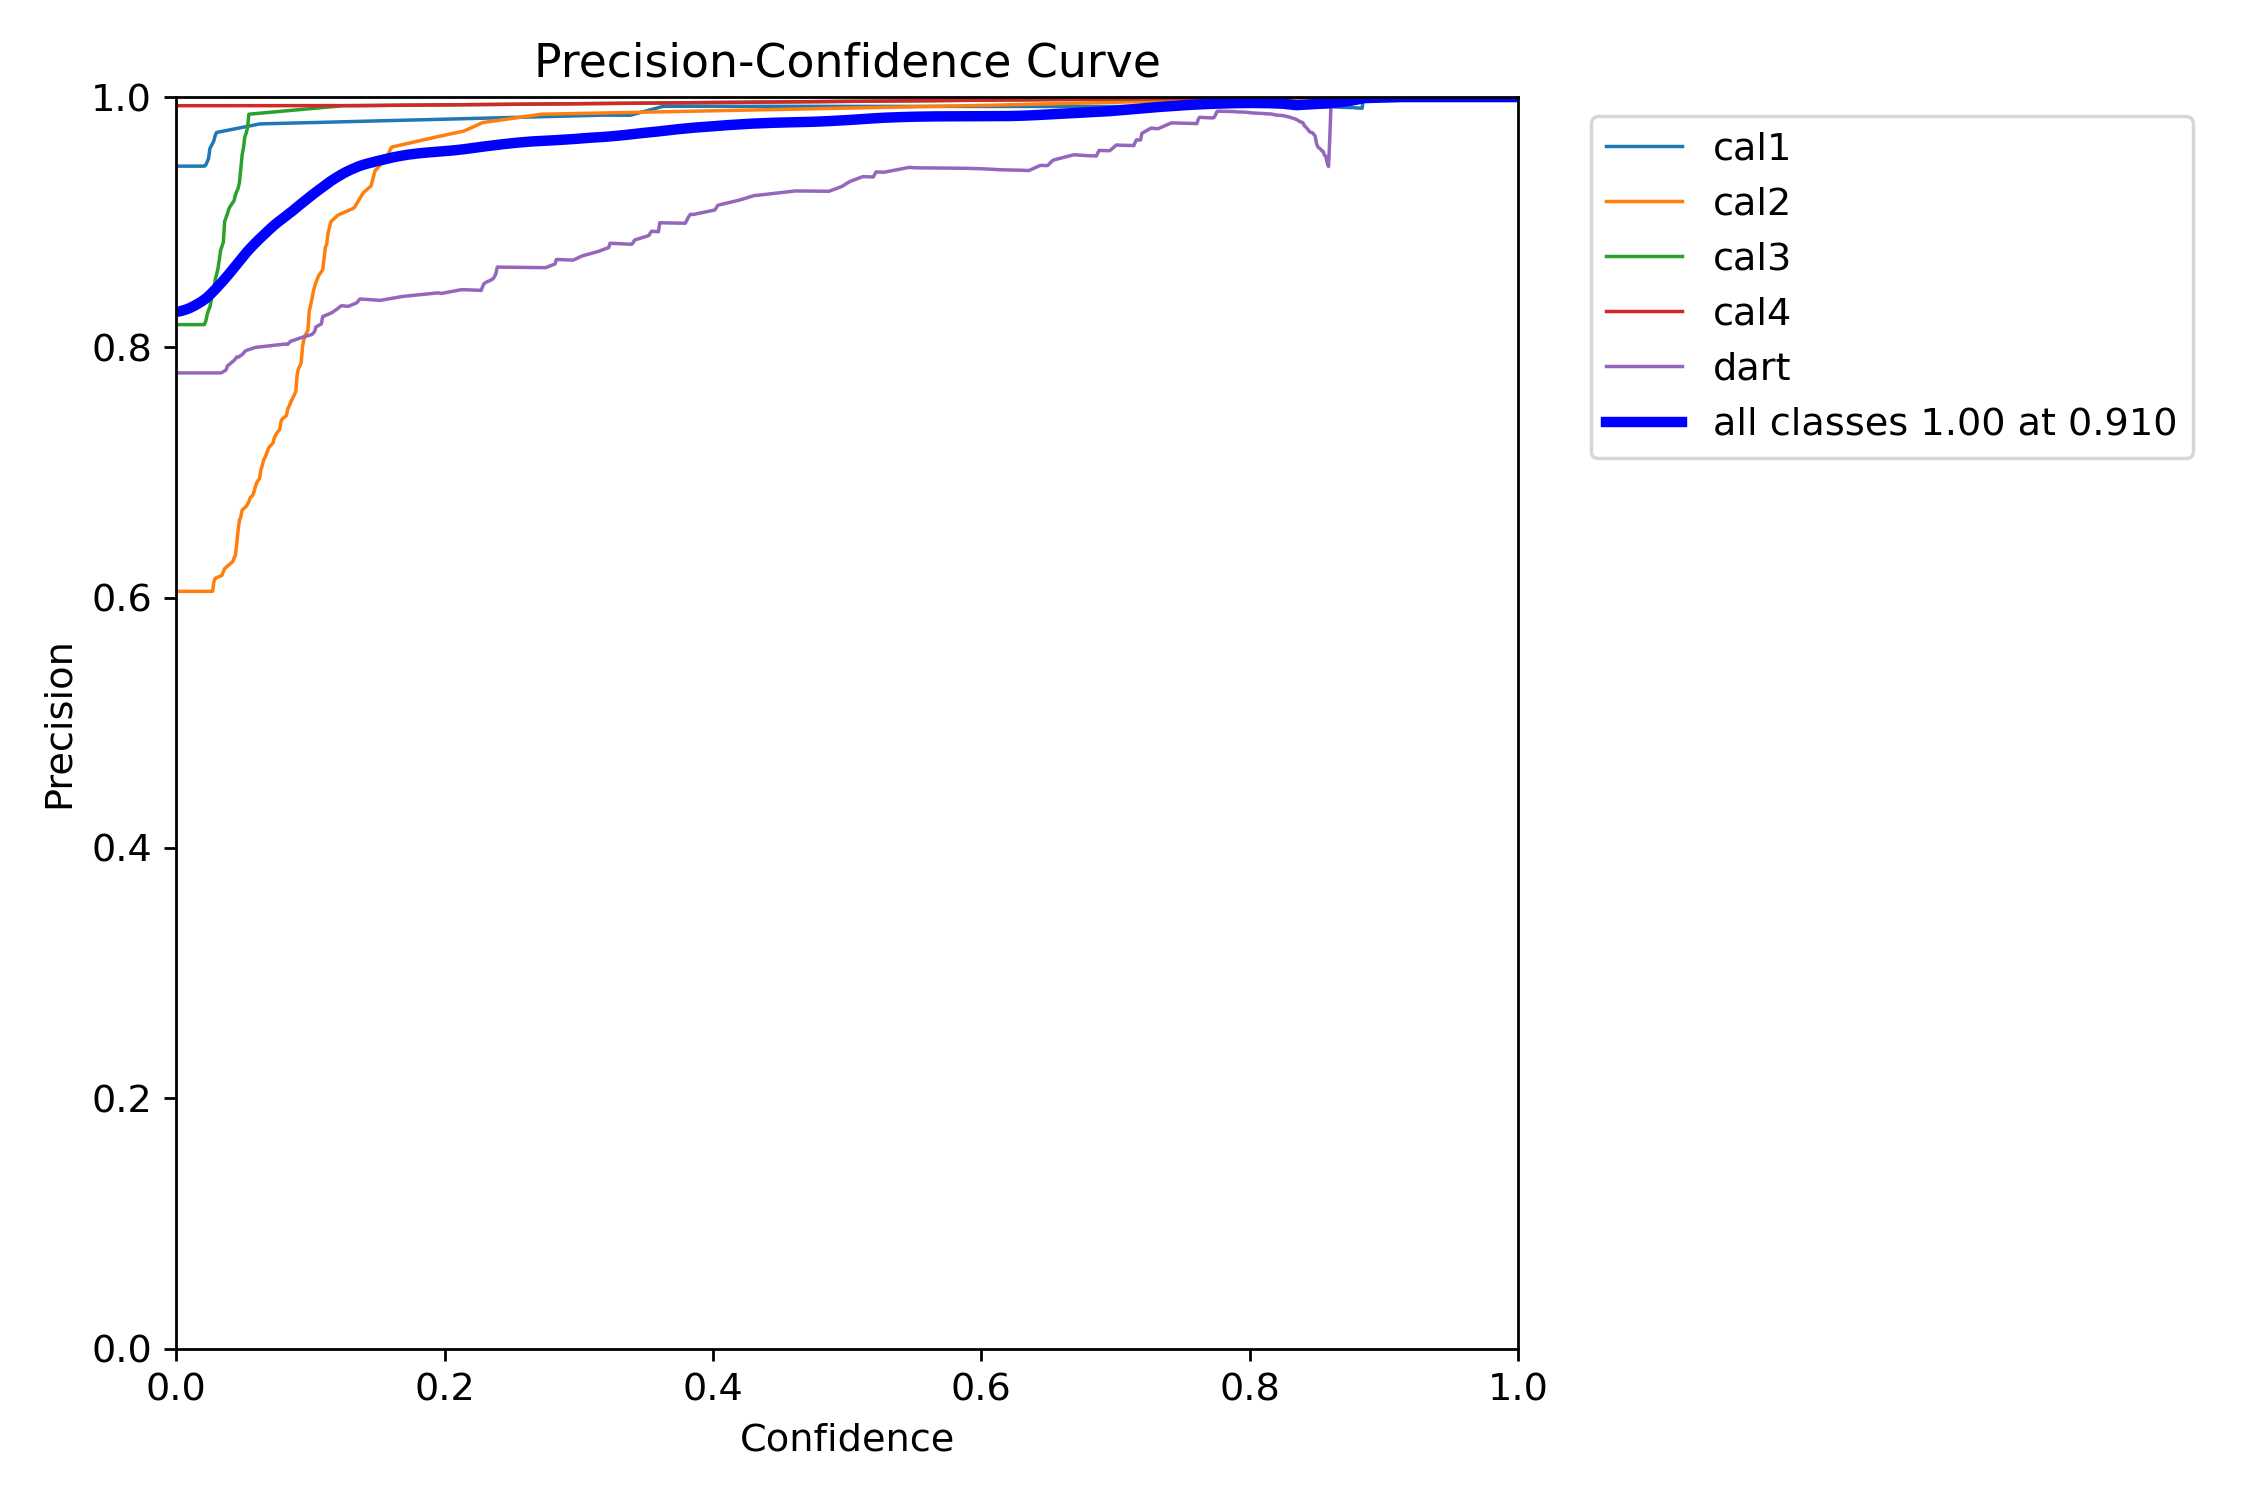 Precision-Confidence Curve
1.0
0.8
0.6
0.4
0.2
0.0
Precision
0.0 0.2 0.4 0.6 0.8 1.0
Confidence
cal1
cal2
cal3
cal4
dart
all classes 1.00 at 0.910